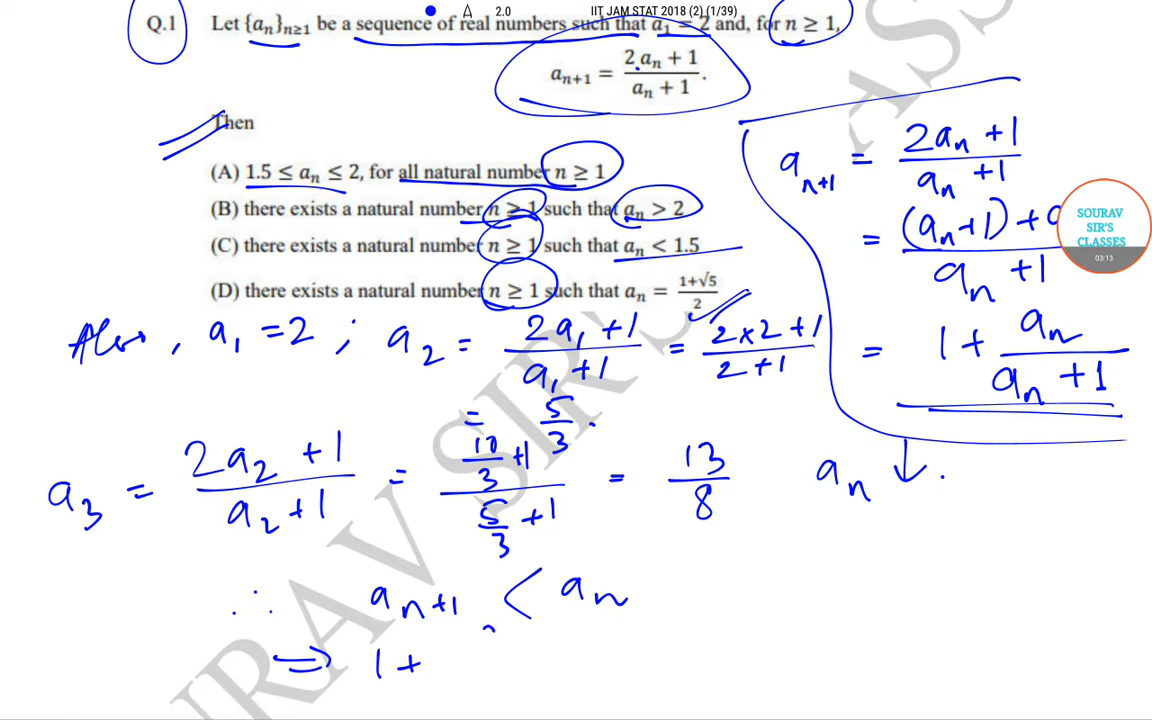 IIT JAM STAT 2018 (2) (1/39)
2.0
Q.1 Let {aₙ}ₙ≥₁ be a sequence of real numbers such that a₁ = 2 and, for n ≥ 1,
aₙ₊₁ = (2 aₙ + 1)/(aₙ + 1).
Then
(A) 1.5 ≤ aₙ ≤ 2, for all natural number n ≥ 1
(B) there exists a natural number n ≥ 1 such that aₙ > 2
(C) there exists a natural number n ≥ 1 such that aₙ < 1.5
(D) there exists a natural number n ≥ 1 such that aₙ = (1+√5)/2
aₙ₊₁ = (2aₙ + 1)/(aₙ + 1)
= (aₙ + 1) + a / aₙ + 1
= 1 + aₙ/(aₙ + 1)
SOURAV
SIR'S
CLASSES
03:13
Also, a₁ = 2 ; a₂ = (2a₁ + 1)/(a₁ + 1) = (2×2+1)/(2+1)
= 5/3.
a₃ = (2a₂ + 1)/(a₂ + 1) = (10/3 + 1)/(5/3 + 1) = 13/8 aₙ ↓.
∴ aₙ₊₁ < aₙ
⇒ 1 +